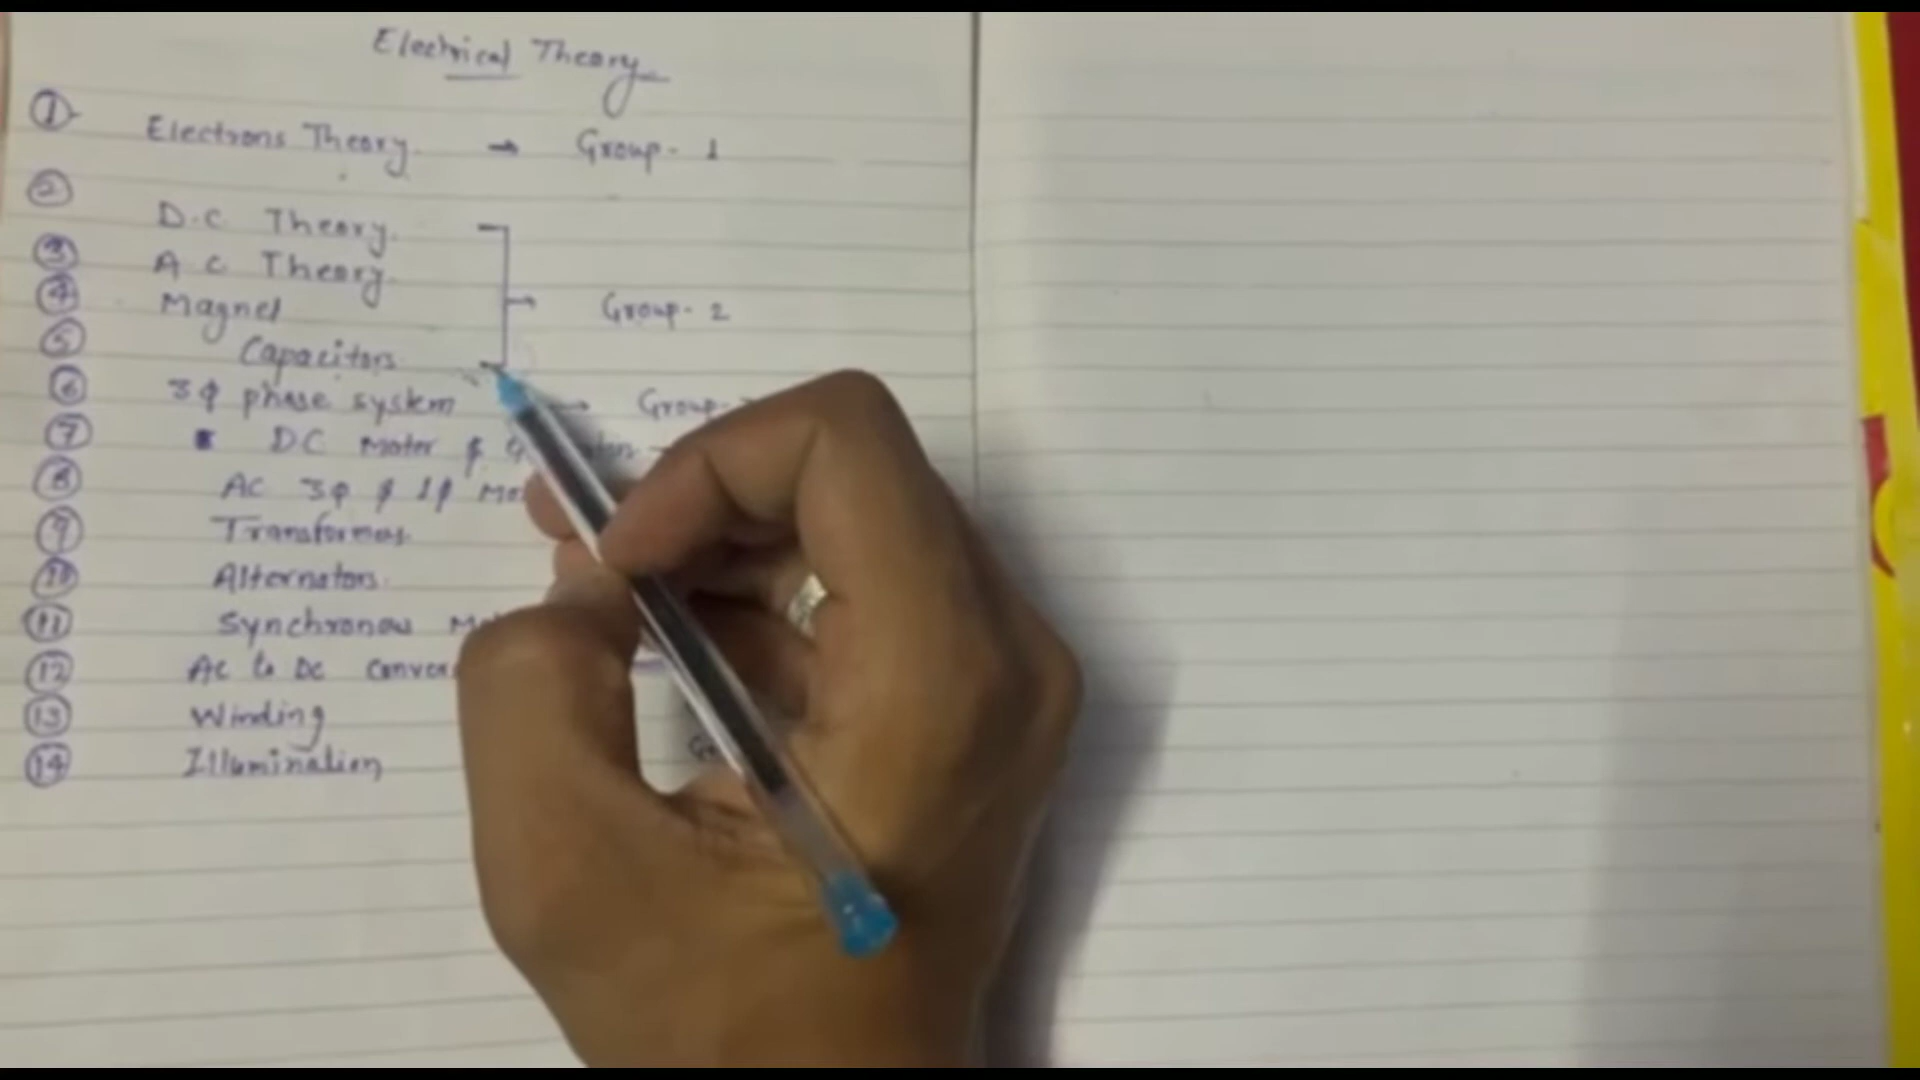 Electrical Theory
① Electrons Theory → Group - 1
②
D.C Theory
③ A C Theory
④ Magnet → Group - 2
⑤ Capacitors
⑥ 3φ phase system → Group-
⑦ DC Motor &
⑧ AC 3φ & 1φ
⑨ Transformers
⑩ Alternators
⑪ Synchronous
⑫ AC to DC
⑬ Winding
⑭ Illumination